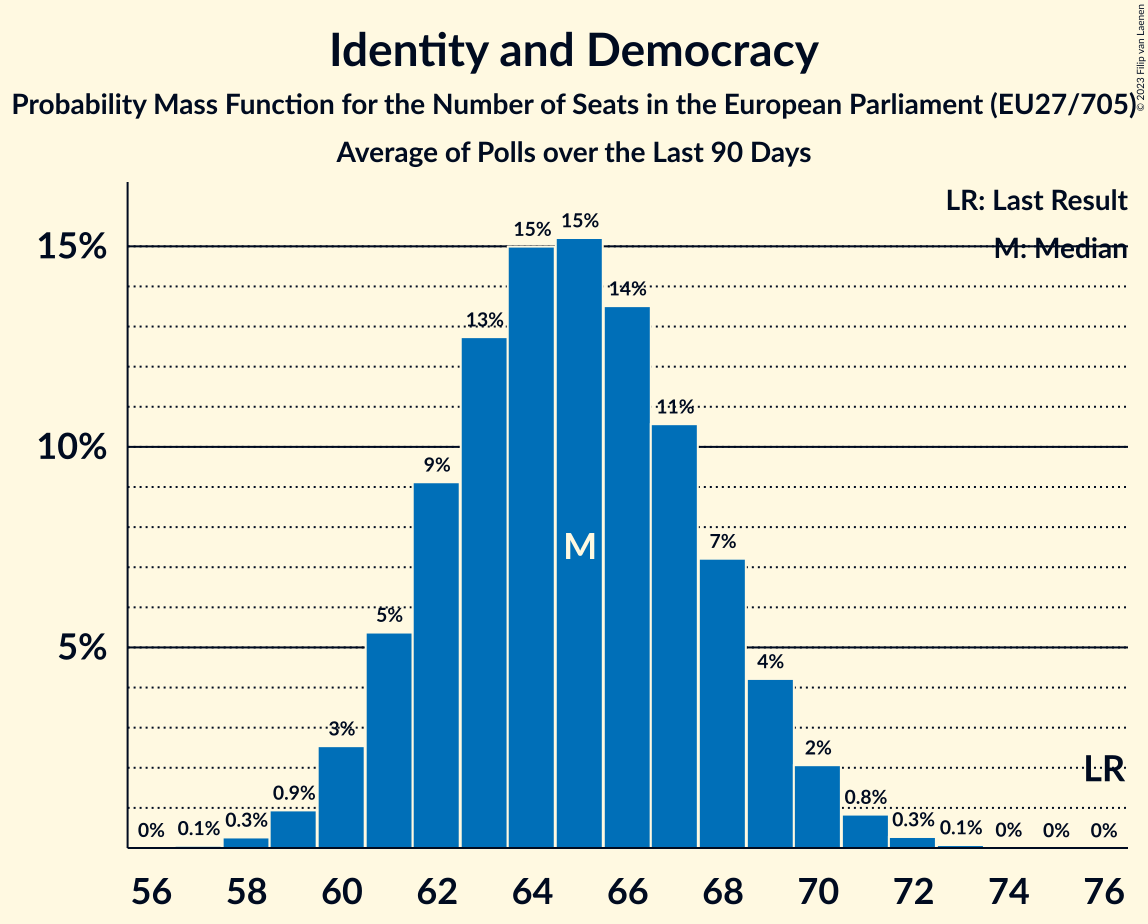 Identity and Democracy
Probability Mass Function for the Number of Seats in the European Parliament (EU27/705)
Average of Polls over the Last 90 Days
© 2023 Filip van Laenen
LR: Last Result
M: Median
15%
10%
5%
0%
0.1%
0.3%
0.9%
3%
5%
9%
13%
15%
15%
14%
11%
7%
4%
2%
0.8%
0.3%
0.1%
0%
0%
0%
M
LR
56 58 60 62 64 66 68 70 72 74 76